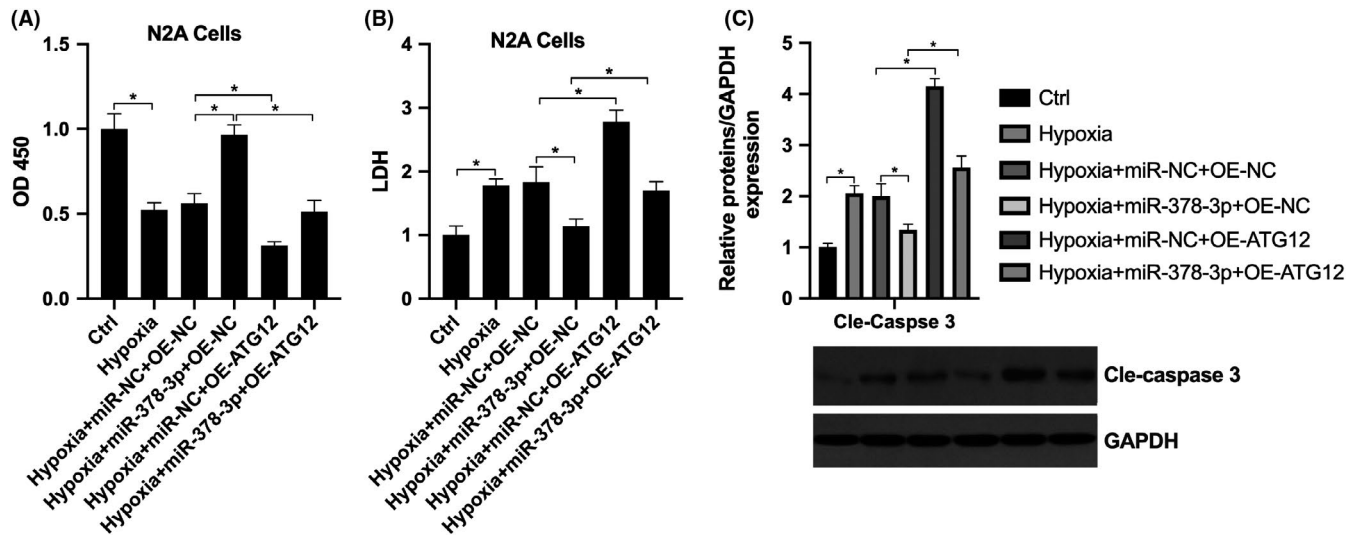 (A)
N2A Cells
OD 450
1.5
1.0
0.5
0.0
*
*
*
*
Ctrl
Hypoxia
Hypoxia+miR-NC+OE-NC
Hypoxia+miR-378-3p+OE-NC
Hypoxia+miR-NC+OE-ATG12
Hypoxia+miR-378-3p+OE-ATG12
(B)
N2A Cells
LDH
4
3
2
1
0
*
*
*
*
Ctrl
Hypoxia
Hypoxia+miR-NC+OE-NC
Hypoxia+miR-378-3p+OE-NC
Hypoxia+miR-NC+OE-ATG12
Hypoxia+miR-378-3p+OE-ATG12
(C)
Relative proteins/GAPDH
expression
5
4
3
2
1
0
*
*
*
*
Cle-Caspse 3
Ctrl
Hypoxia
Hypoxia+miR-NC+OE-NC
Hypoxia+miR-378-3p+OE-NC
Hypoxia+miR-NC+OE-ATG12
Hypoxia+miR-378-3p+OE-ATG12
Cle-caspase 3
GAPDH